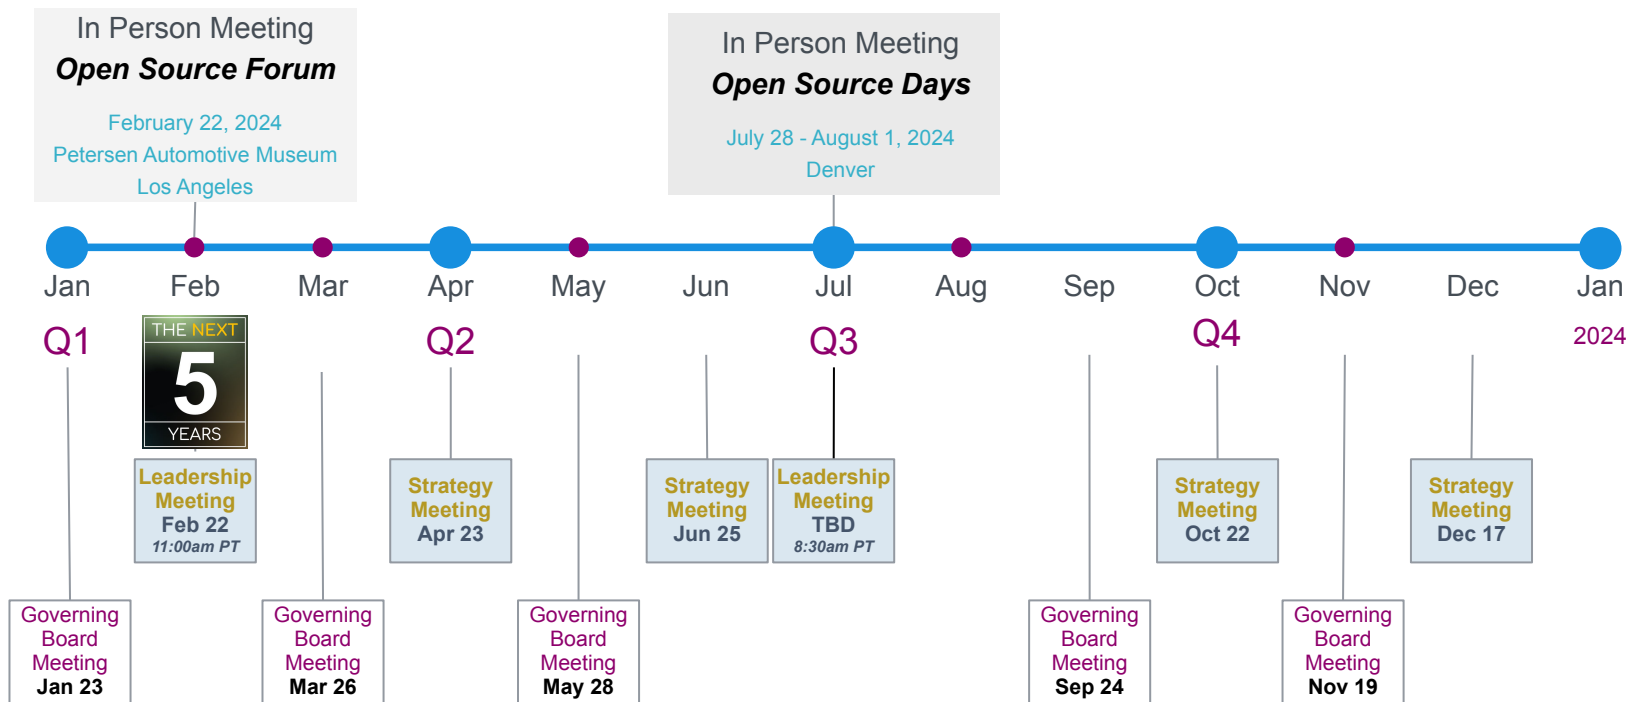 In Person Meeting
Open Source Forum
February 22, 2024
Petersen Automotive Museum
Los Angeles
In Person Meeting
Open Source Days
July 28 - August 1, 2024
Denver
Jan
Feb
Mar
Apr
May
Jun
Jul
Aug
Sep
Oct
Nov
Dec
Jan
Q1
Q2
Q3
Q4
2024
THE NEXT
5
YEARS
Leadership
Meeting
Feb 22
11:00am PT
Strategy
Meeting
Apr 23
Strategy
Meeting
Jun 25
Leadership
Meeting
TBD
8:30am PT
Strategy
Meeting
Oct 22
Strategy
Meeting
Dec 17
Governing
Board
Meeting
Jan 23
Governing
Board
Meeting
Mar 26
Governing
Board
Meeting
May 28
Governing
Board
Meeting
Sep 24
Governing
Board
Meeting
Nov 19